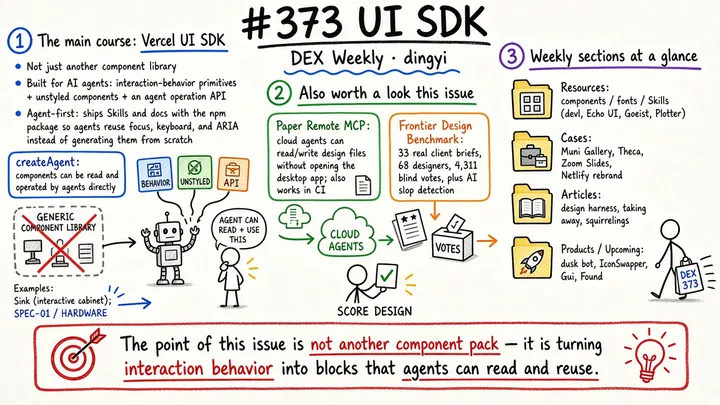 #373 UI SDK
DEX Weekly · dingyi
1 The main course: Vercel UI SDK
• Not just another component library
• Built for AI agents: interaction-behavior primitives
+ unstyled components + an agent operation API
• Agent-first: ships Skills and docs with the npm
package so agents reuse focus, keyboard, and ARIA
instead of generating them from scratch
createAgent:
components can be read and
operated by agents directly
BEHAVIOR
UNSTYLED
API
GENERIC
COMPONENT LIBRARY
AGENT CAN
READ + USE
THIS
Examples:
Sink (interactive cabinet);
SPEC-01 / HARDWARE
2 Also worth a look this issue
Paper Remote MCP:
cloud agents can
read/write design files
without opening the
desktop app; also
works in CI
Frontier Design
Benchmark:
33 real client briefs,
68 designers, 4,311
blind votes, plus AI
slop detection
CLOUD
AGENTS
VOTES
SCORE DESIGN
3 Weekly sections at a glance
Resources:
components / fonts / Skills
(devl, Echo UI, Goeist, Plotter)
Cases:
Muni Gallery, Theca,
Zoom Slides,
Netlify rebrand
Articles:
design harness, taking
away, squirrelings
Products / Upcoming:
dusk bot, IconSwapper,
Gui, Found
DEX
373
The point of this issue is not another component pack — it is turning
interaction behavior into blocks that agents can read and reuse.